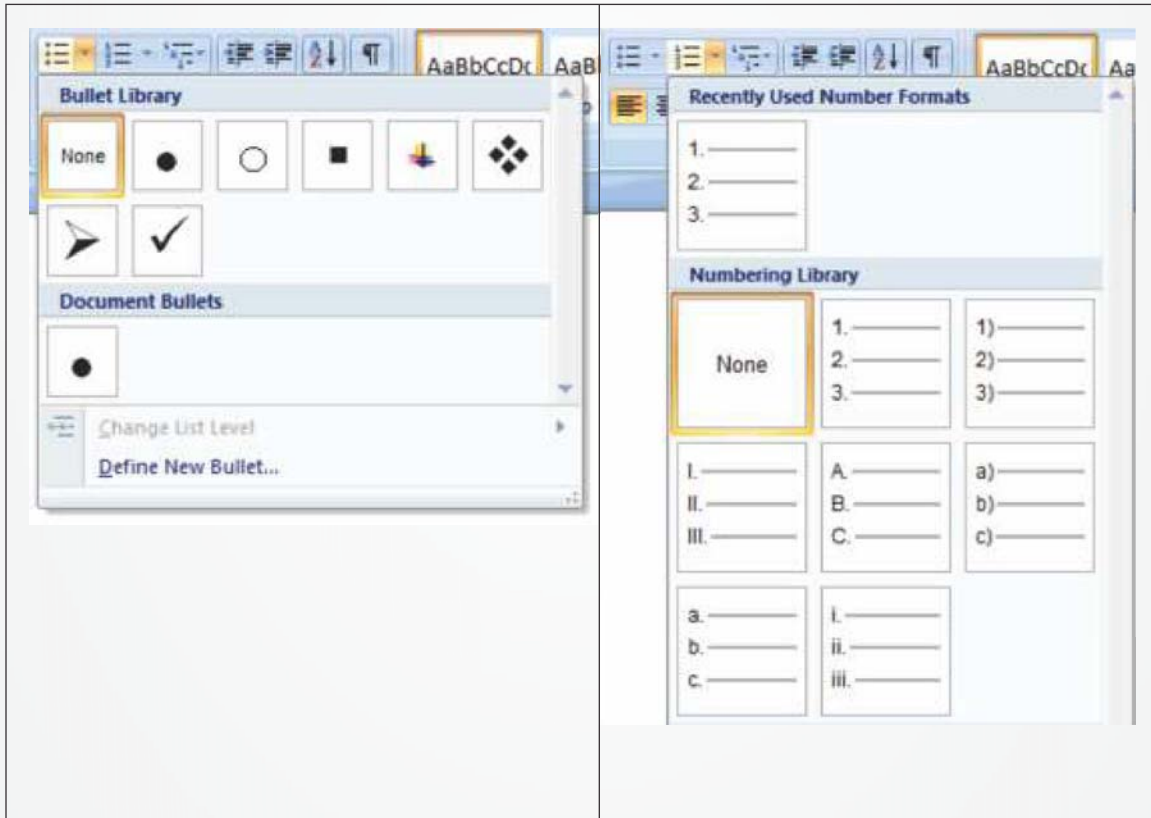 AaBbCcDc AaB
Bullet Library
None
Document Bullets
Change List Level
Define New Bullet...
AaBbCcDc Aa
Recently Used Number Formats
1.
2.
3.
Numbering Library
None
1.
2.
3.
1)
2)
3)
I.
II.
III.
A.
B.
C.
a)
b)
c)
a.
b.
c.
i.
ii.
iii.